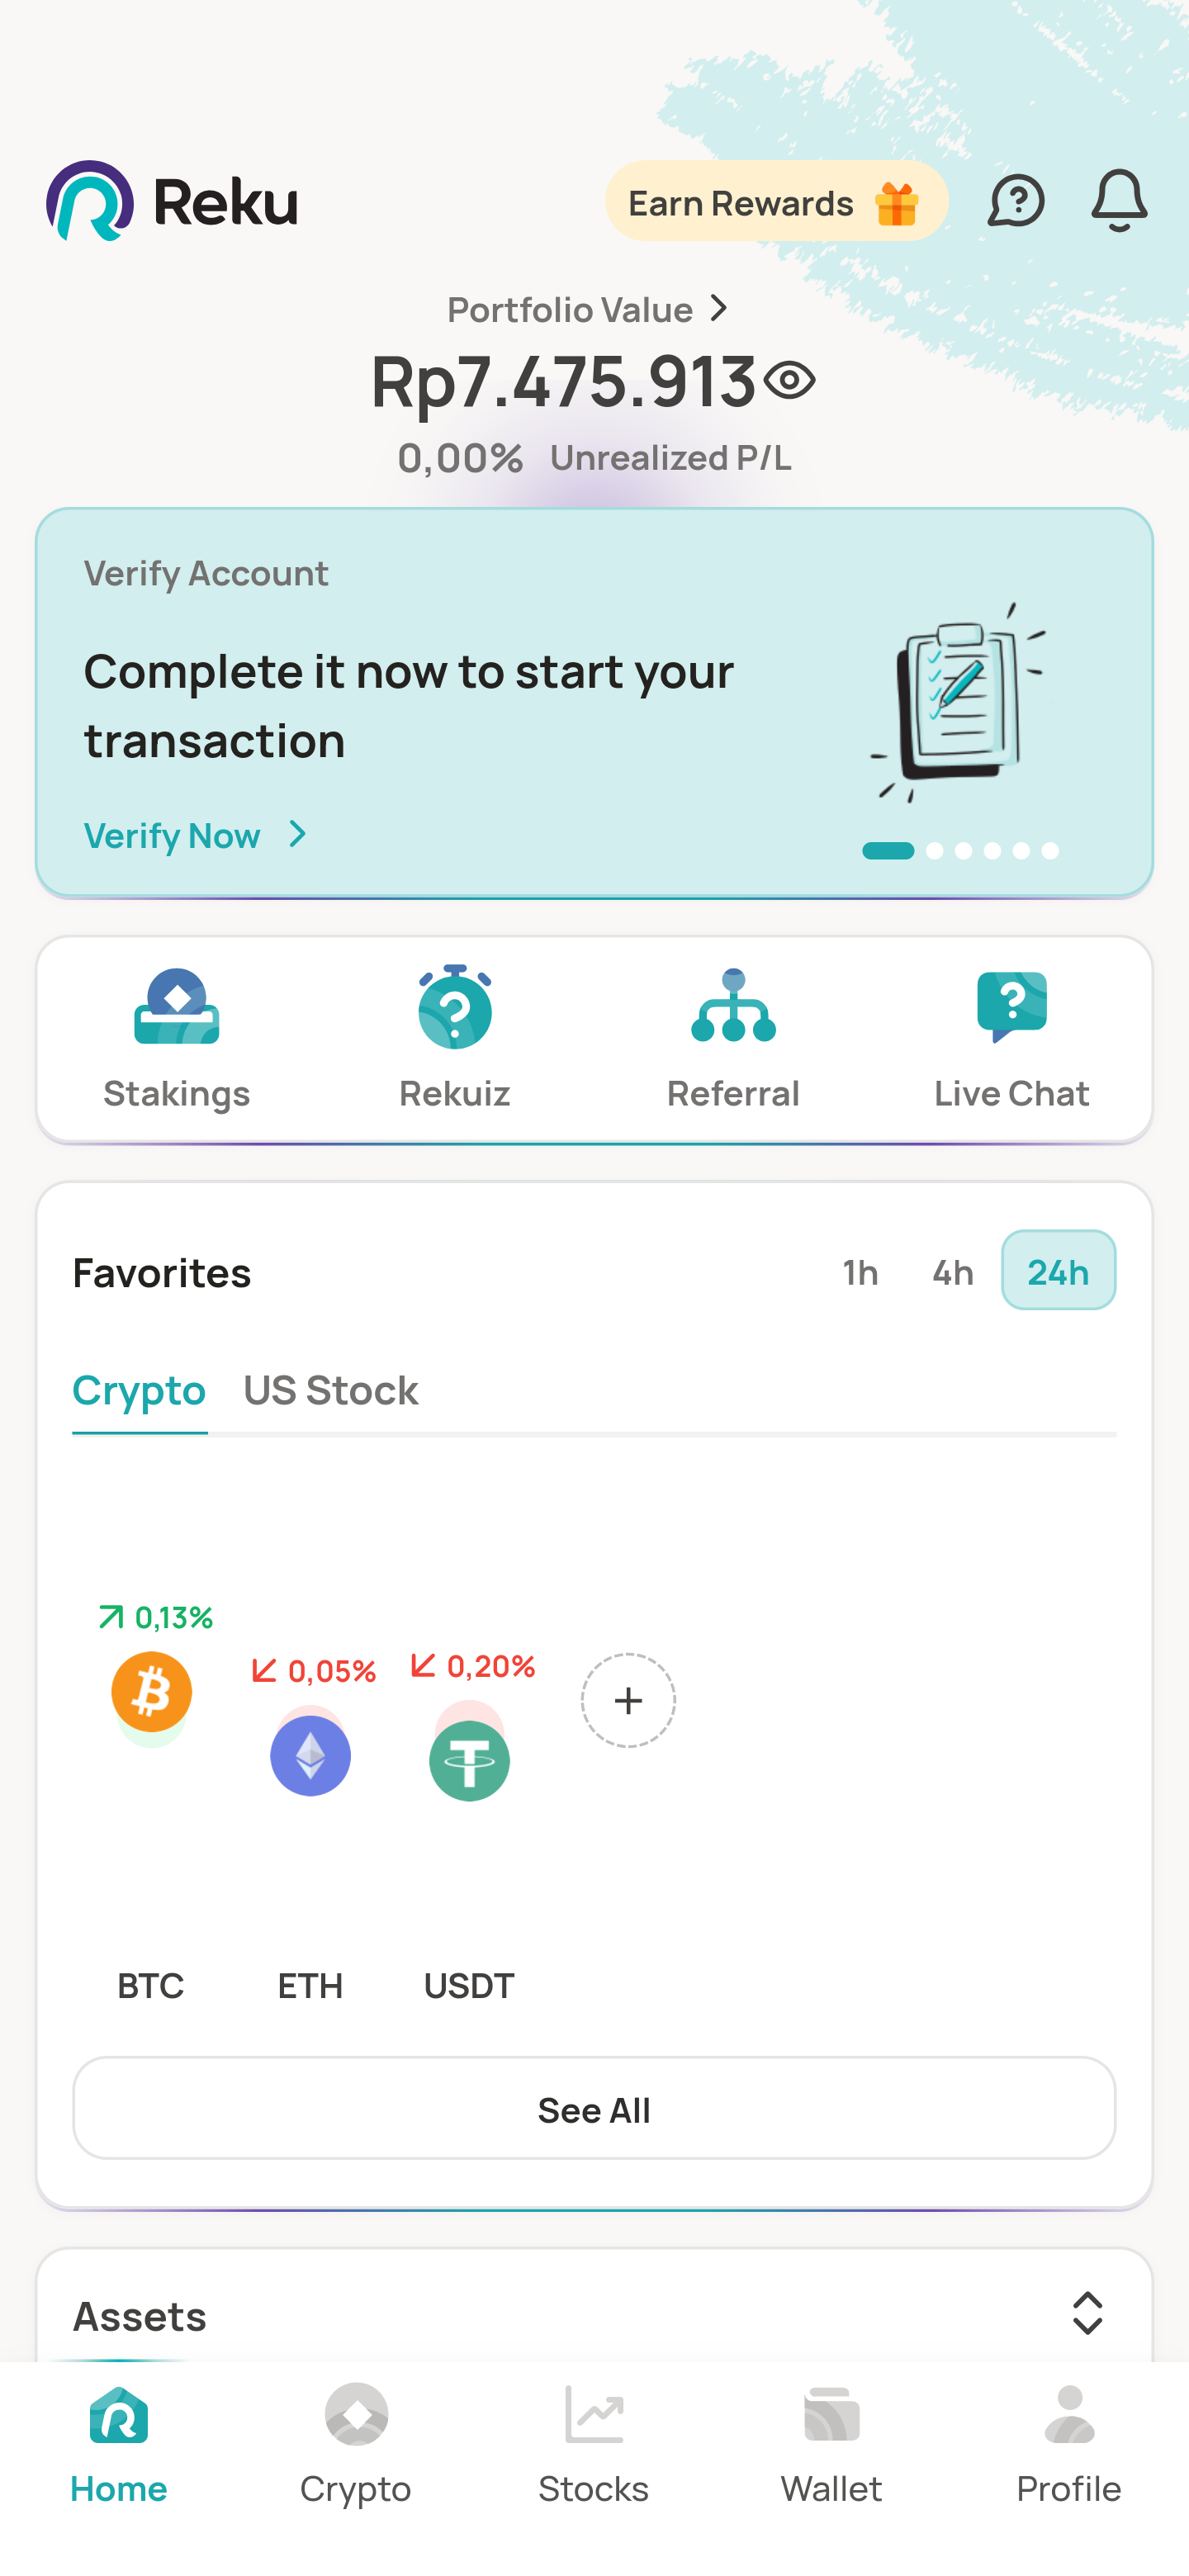 Reku
Earn Rewards
Portfolio Value
Rp7.475.913
0,00% Unrealized P/L
Verify Account
Complete it now to start your
transaction
Verify Now
Stakings
Rekuiz
Referral
Live Chat
Favorites
1h 4h 24h
Crypto US Stock
0,13%
0,05%
0,20%
BTC ETH USDT
See All
Assets
Home
Crypto
Stocks
Wallet
Profile